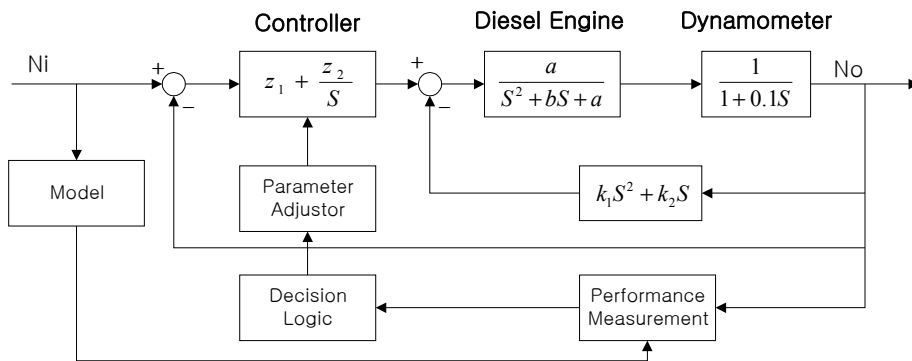 Controller
Diesel Engine
Dynamometer
Ni
+
−
z₁ + z₂/S
+
−
a/(S² + bS + a)
1/(1 + 0.1S)
No
Model
Parameter
Adjustor
k₁S² + k₂S
Decision
Logic
Performance
Measurement